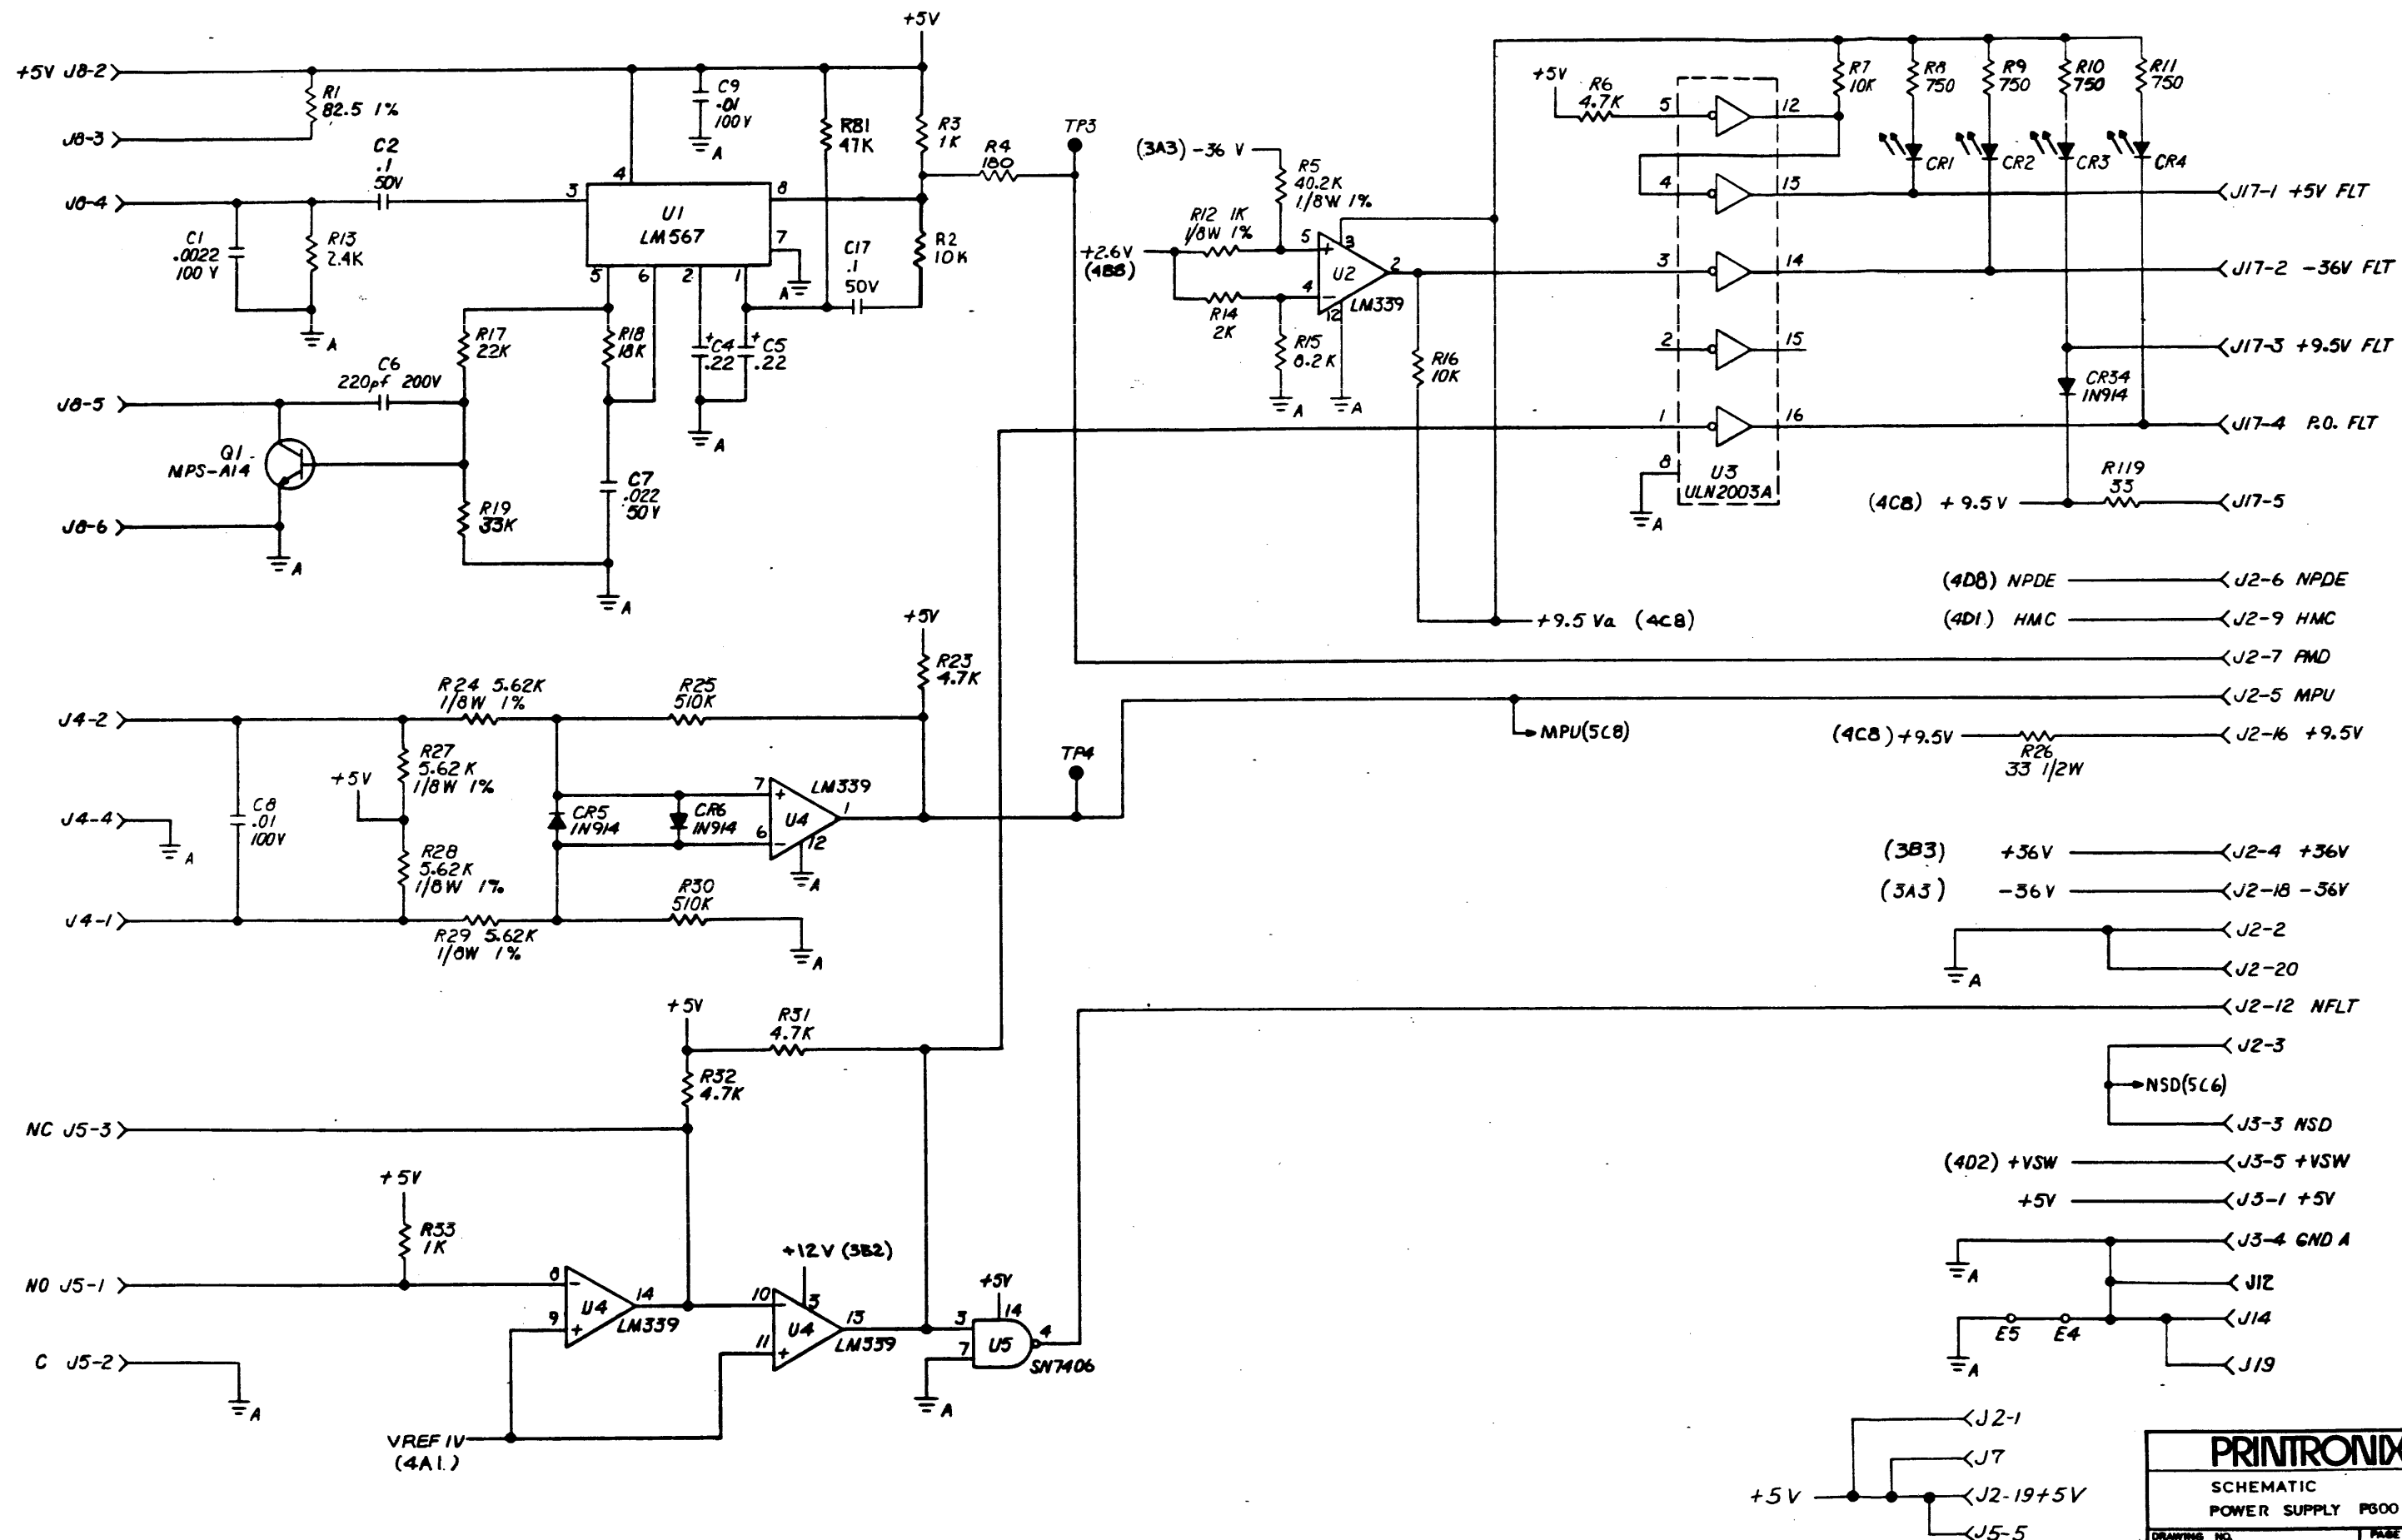 +5V J8-2
R1
82.5 1%
J8-3
C2
.1
50V
J8-4
C1
.0022
100 V
R13
2.4K
A
+5V
C9
.01
100V
A
R81
47K
R3
1K
R4
180
TP3
3
4
8
U1
LM567
7
5
6
2
1
A
C17
.1
50V
R2
10K
R17
22K
R18
18K
C4
.22
C5
.22
+
+
A
C6
220pf 200V
J8-5
Q1
MPS-A14
J8-6
A
R19
33K
C7
.022
50V
A
(3A3) -36 V
R5
40.2K
1/8W 1%
R12 1K
1/8W 1%
+2.6V
(4B8)
5
+
3
U2
2
4
-
LM339
12
R14
2K
R15
8.2K
A
A
R16
10K
+5V
R6
4.7K
5
12
4
13
3
14
2
15
1
16
8
U3
ULN2003A
A
R7
10K
R8
750
R9
750
R10
750
R11
750
CR1
CR2
CR3
CR4
J17-1 +5V FLT
J17-2 -36V FLT
J17-3 +9.5V FLT
CR34
1N914
J17-4 P.O. FLT
R119
33
(4C8) +9.5V
J17-5
(4D8) NPDE
J2-6 NPDE
+9.5 Va (4C8)
(4D1) HMC
J2-9 HMC
J2-7 PMD
J2-5 MPU
MPU(5C8)
(4C8)+9.5V
R26
33 1/2W
J2-16 +9.5V
+5V
R23
4.7K
J4-2
R24 5.62K
1/8W 1%
R25
510K
R27
5.62K
1/8W 1%
+5V
C8
.01
100V
J4-4
A
R28
5.62K
1/8W 1%
CR5
1N914
CR6
1N914
7
+
LM339
U4
1
6
-
12
A
TP4
J4-1
R29 5.62K
1/8W 1%
R30
510K
A
(3B3) +36V
J2-4 +36V
(3A3) -36V
J2-18 -36V
J2-2
A
J2-20
J2-12 NFLT
J2-3
NSD(5C6)
J3-3 NSD
(4D2) +VSW
J3-5 +VSW
+5V
J3-1 +5V
J3-4 GND A
A
J12
E5
E4
J14
A
J19
+5V
R31
4.7K
R32
4.7K
NC J5-3
+5V
R33
1K
NO J5-1
8
-
U4
14
9
+
LM339
+12V (3B2)
10
-
3
U4
13
11
+
LM339
+5V
14
3
U5
4
7
SN7406
A
C J5-2
A
VREF 1V
(4A1.)
J2-1
J7
+5V
J2-19+5V
J5-5
PRINTRONIX
SCHEMATIC
POWER SUPPLY P600
DRAWING NO.
PAGE